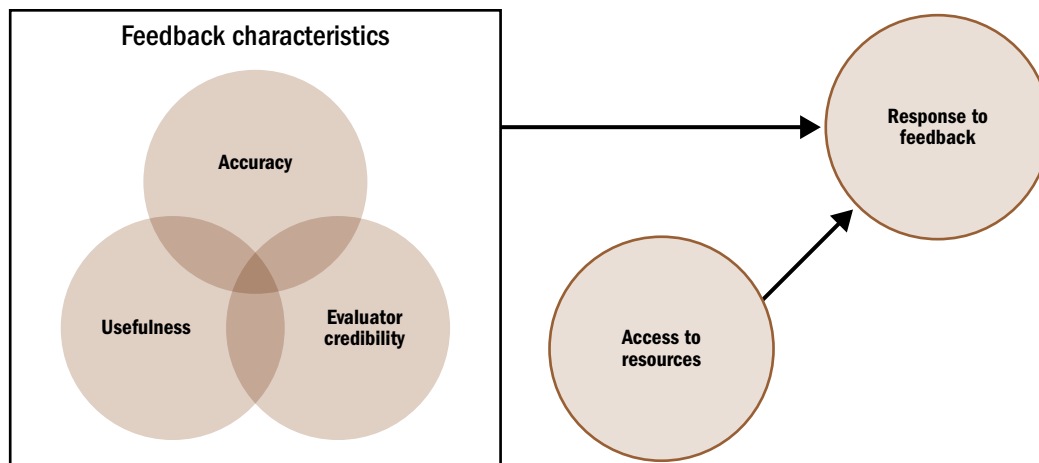 Feedback characteristics
Accuracy
Usefulness
Evaluator
credibility
Response to
feedback
Access to
resources